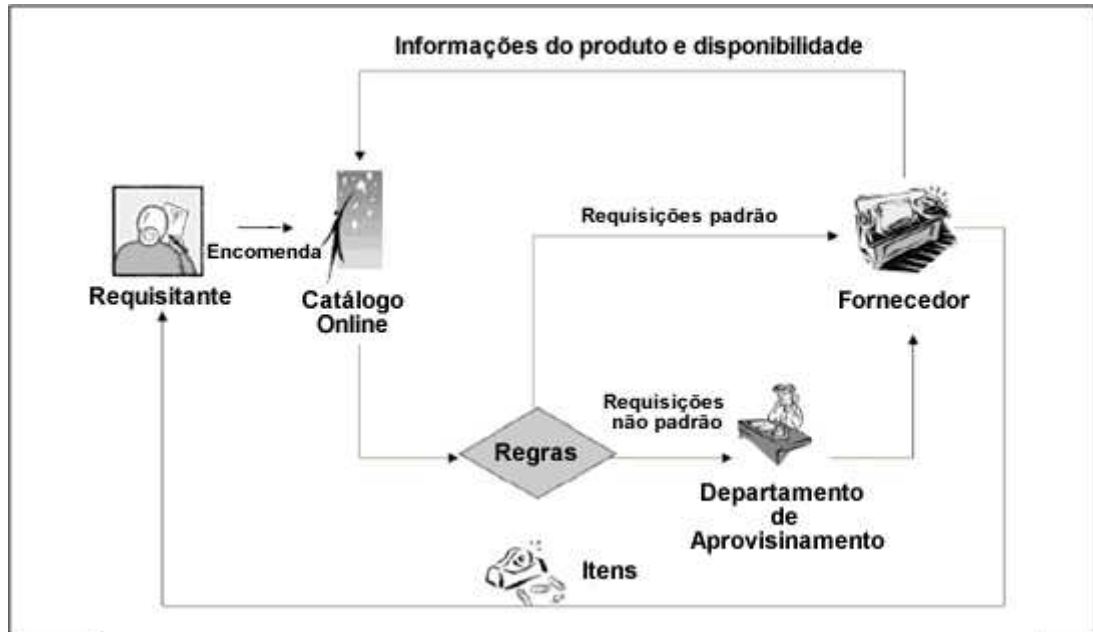 Informações do produto e disponibilidade
Requisições padrão
Encomenda
Requisitante
Catálogo
Online
Fornecedor
Requisições
não padrão
Regras
Departamento
de
Aprovisinamento
Itens